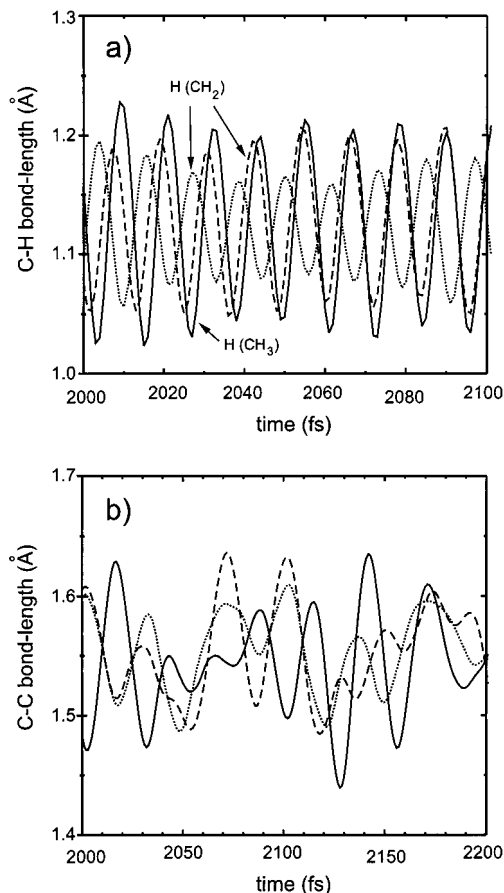 1.3
a)
H (CH2)
1.2
C-H bond-length (Å)
1.1
H (CH3)
1.0
2000 2020 2040 2060 2080 2100
time (fs)
1.7
b)
1.6
C-C bond-length (Å)
1.5
1.4
2000 2050 2100 2150 2200
time (fs)